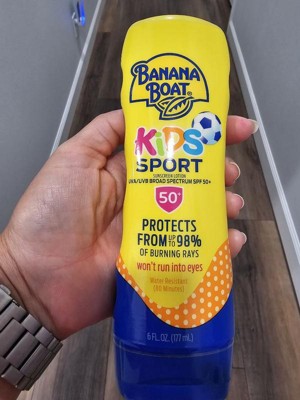 BANANA
BOAT
KiDS
SPORT
SUNSCREEN LOTION
UVA/UVB BROAD SPECTRUM SPF 50+
50+
PROTECTS
FROM UP TO 98%
OF BURNING RAYS
won't run into eyes
Water Resistant
(80 Minutes)
6 FL. OZ. (177 mL)